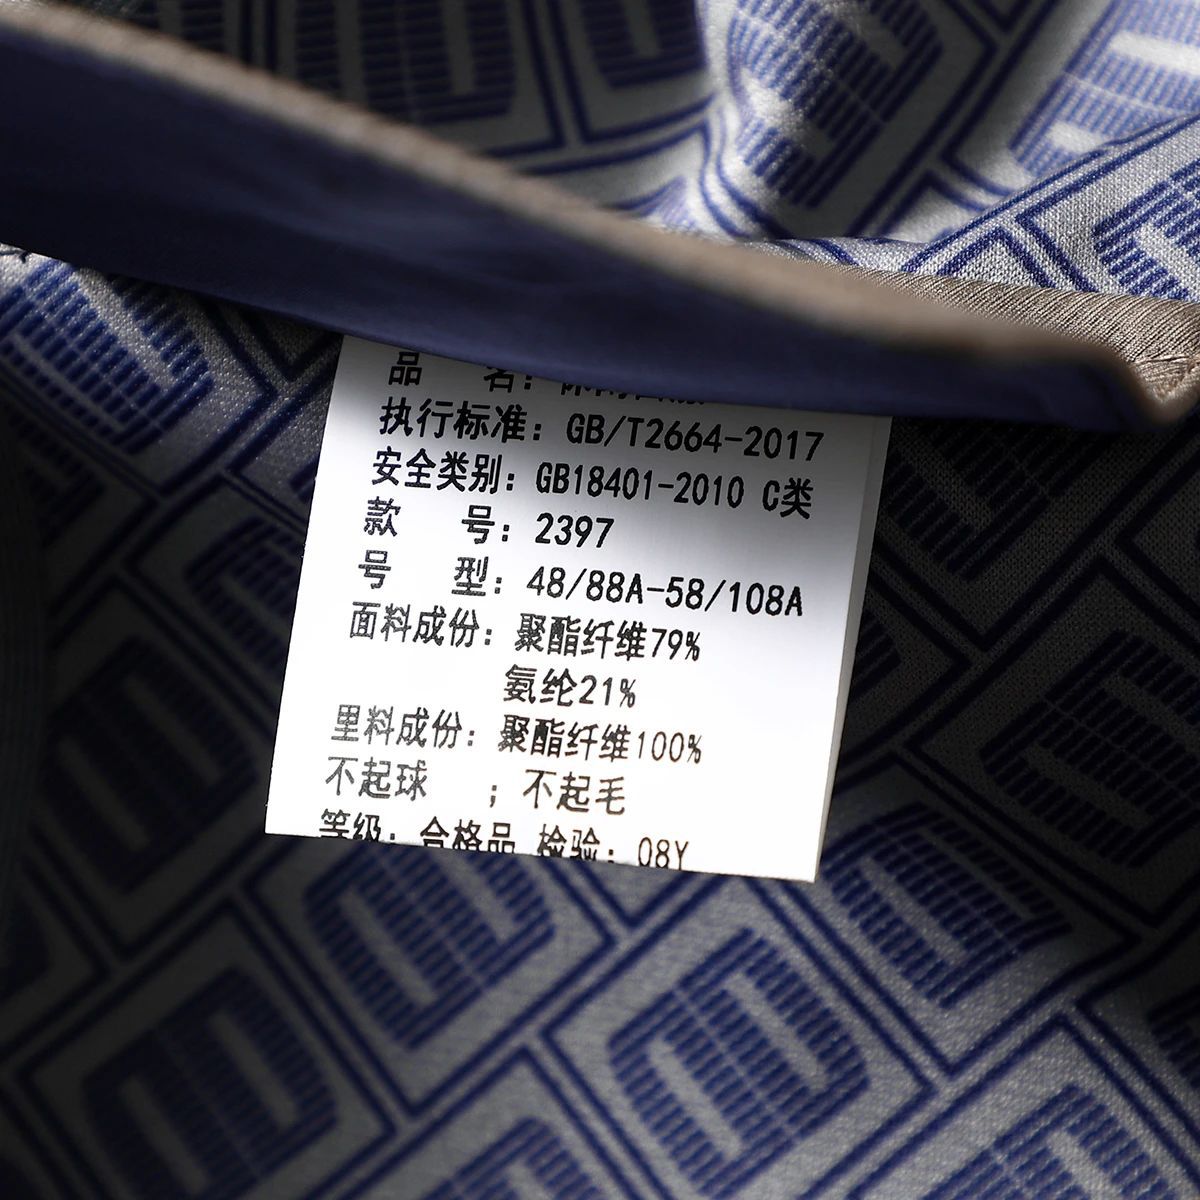 品 名：
执行标准：GB/T2664-2017
安全类别：GB18401-2010 C类
款 号：2397
号 型：48/88A-58/108A
面料成份：聚酯纤维79%
氨纶21%
里料成份：聚酯纤维100%
不起球 ；不起毛
等级：合格品 检验：08Y